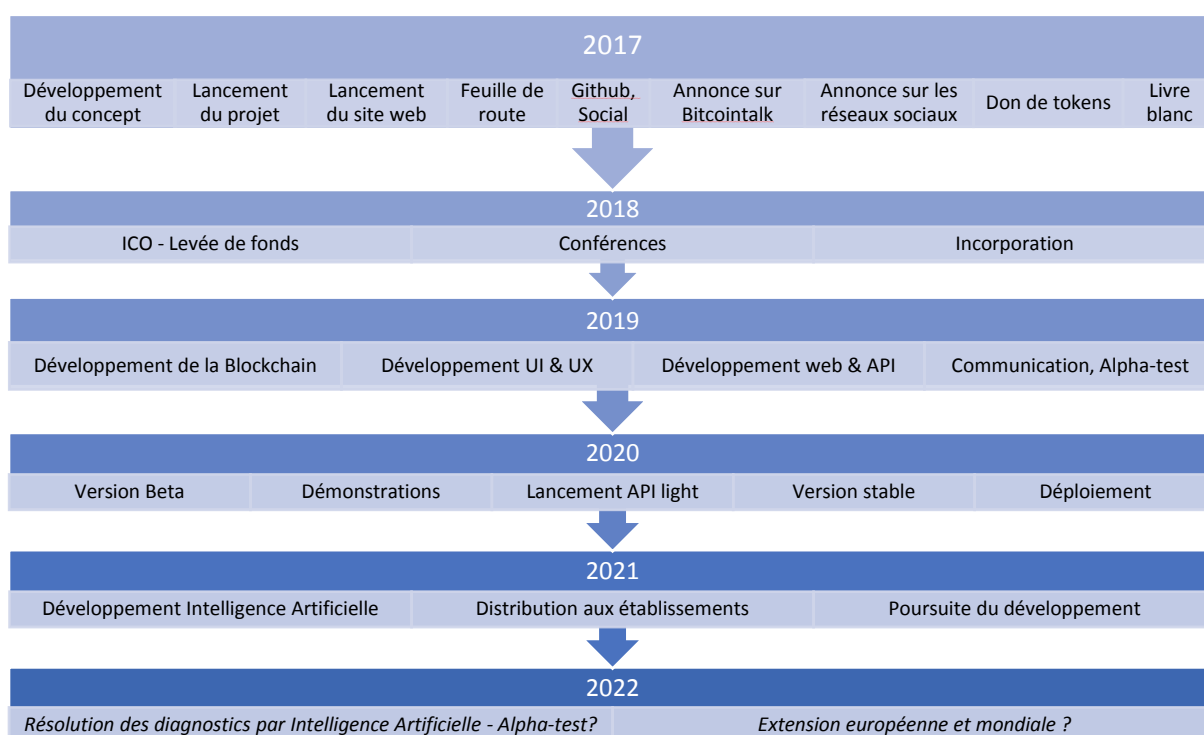 2017
Développement du concept
Lancement du projet
Lancement du site web
Feuille de route
Github, Social
Annonce sur Bitcointalk
Annonce sur les réseaux sociaux
Don de tokens
Livre blanc
2018
ICO - Levée de fonds
Conférences
Incorporation
2019
Développement de la Blockchain
Développement UI & UX
Développement web & API
Communication, Alpha-test
2020
Version Beta
Démonstrations
Lancement API light
Version stable
Déploiement
2021
Développement Intelligence Artificielle
Distribution aux établissements
Poursuite du développement
2022
Résolution des diagnostics par Intelligence Artificielle - Alpha-test?
Extension européenne et mondiale ?